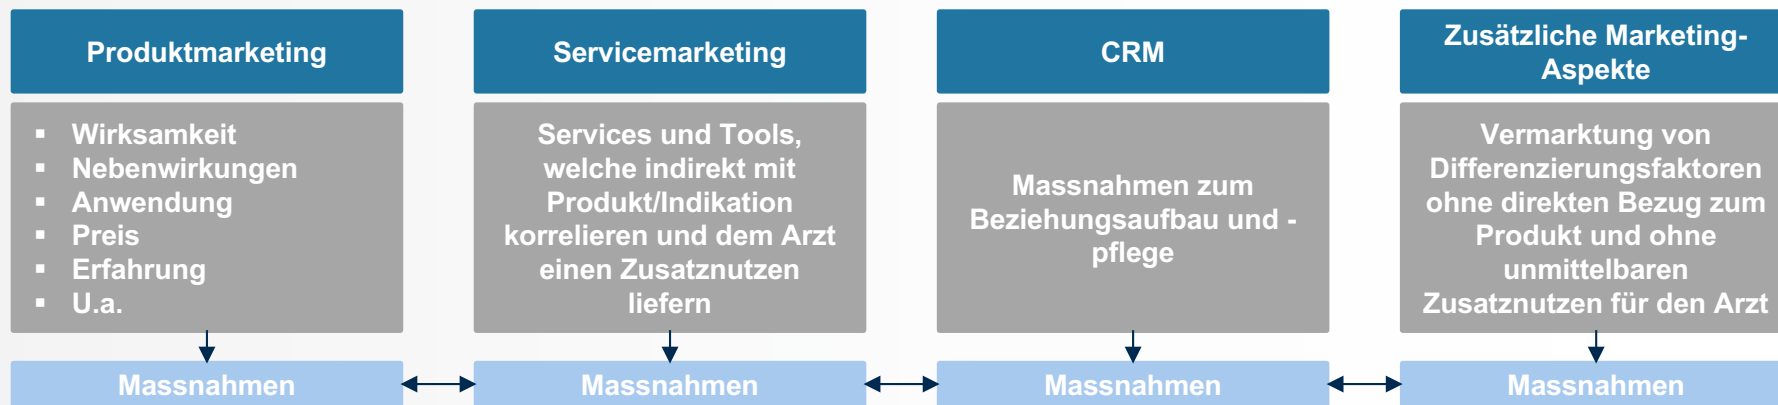 Produktmarketing
▪ Wirksamkeit
▪ Nebenwirkungen
▪ Anwendung
▪ Preis
▪ Erfahrung
▪ U.a.
Massnahmen
Servicemarketing
Services und Tools,
welche indirekt mit
Produkt/Indikation
korrelieren und dem Arzt
einen Zusatznutzen
liefern
Massnahmen
CRM
Massnahmen zum
Beziehungsaufbau und -
pflege
Massnahmen
Zusätzliche Marketing-
Aspekte
Vermarktung von
Differenzierungsfaktoren
ohne direkten Bezug zum
Produkt und ohne
unmittelbaren
Zusatznutzen für den Arzt
Massnahmen